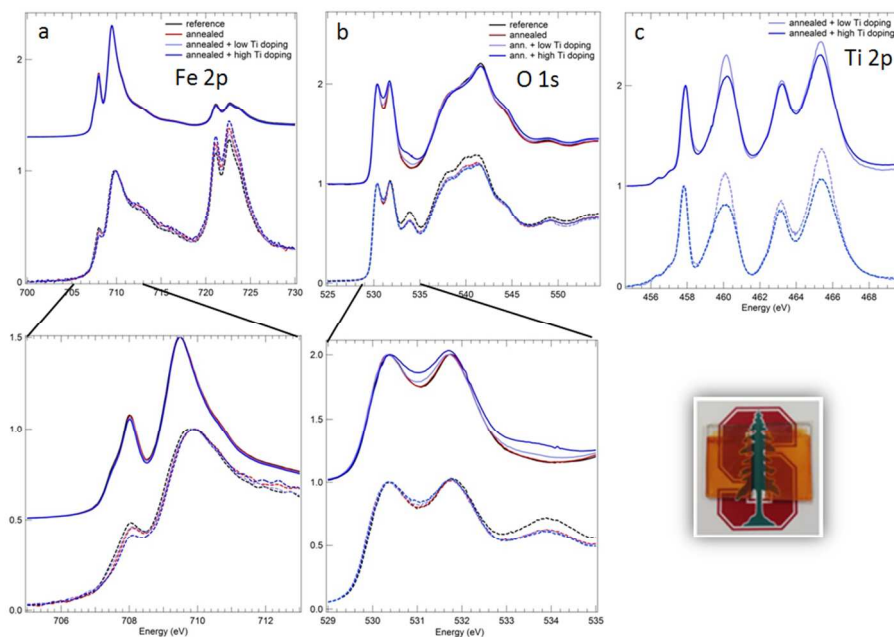 a
reference
annealed
annealed + low Ti doping
annealed + high Ti doping
Fe 2p
2
1
0
700
705
710
715
720
725
730
b
reference
annealed
ann. + low Ti doping
ann. + high Ti doping
O 1s
2
1
0
525
530
535
540
545
550
c
annealed + low Ti doping
annealed + high Ti doping
Ti 2p
2
1
0
456
458
460
462
464
466
468
Energy (eV)
1.5
1.0
0.5
0.0
706
708
710
712
Energy (eV)
2.0
1.5
1.0
0.5
0.0
529
530
531
532
533
534
535
Energy (eV)
S